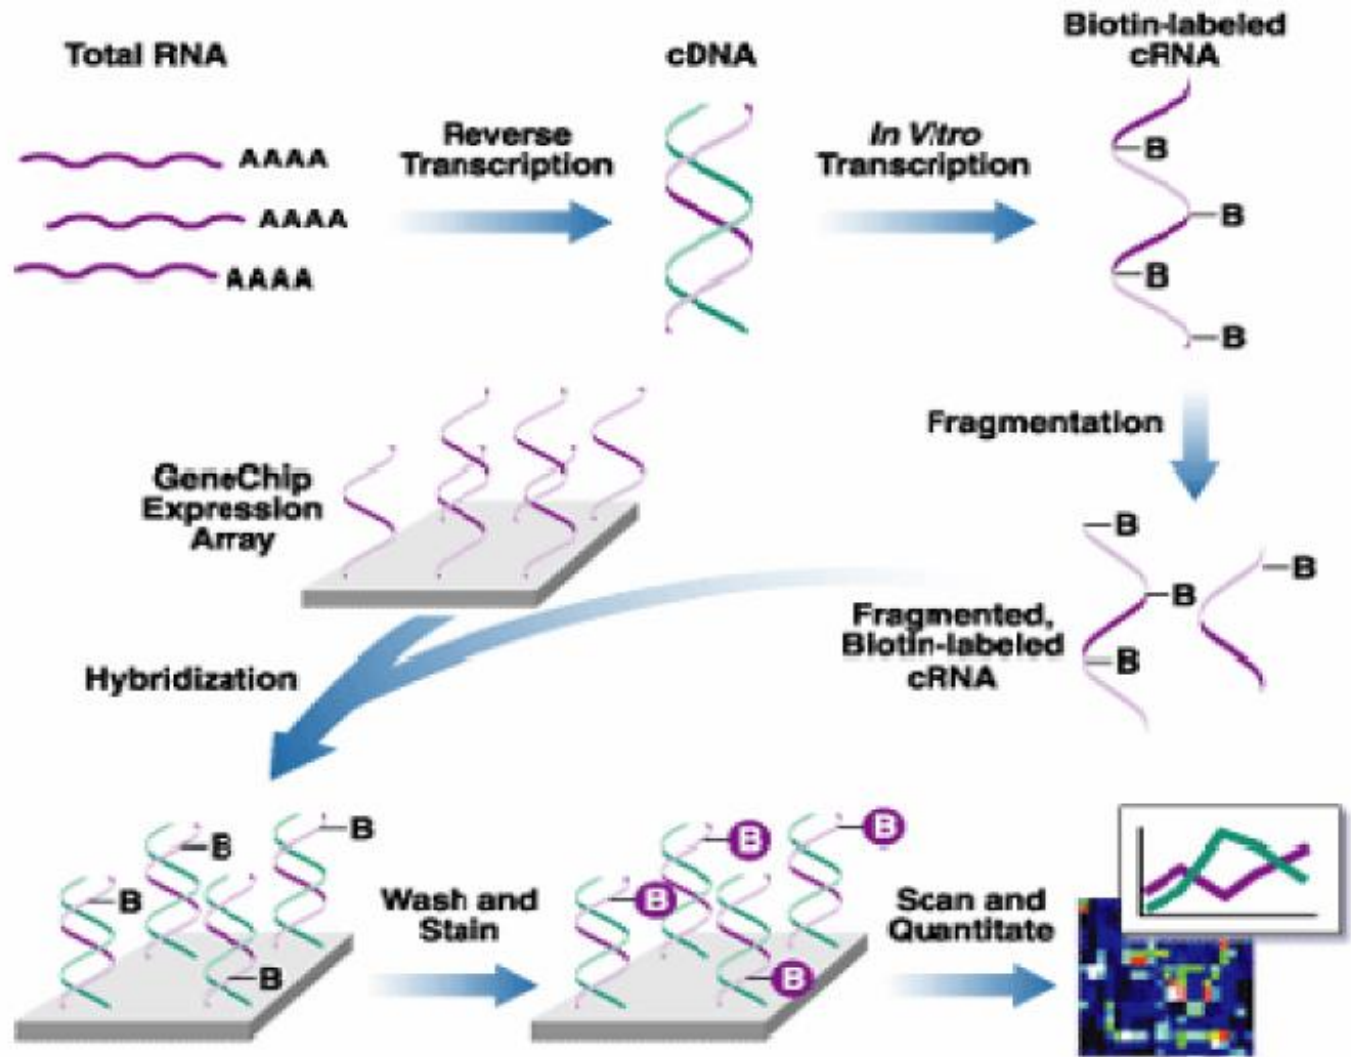 Total RNA
cDNA
Biotin-labeled
cRNA
AAAA
AAAA
AAAA
Reverse
Transcription
In Vitro
Transcription
B
B
B
B
Fragmentation
GeneChip
Expression
Array
B
B
B
B
Fragmented,
Biotin-labeled
cRNA
Hybridization
B
B
B
B
Wash and
Stain
B
B
B
B
Scan and
Quantitate